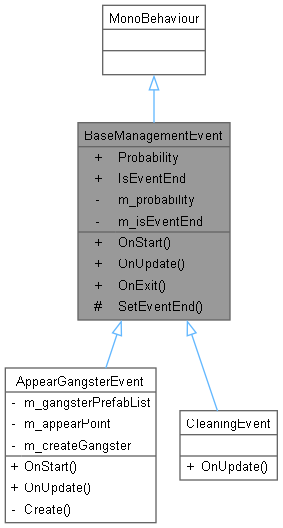 MonoBehaviour
BaseManagementEvent
+ Probability
+ IsEventEnd
- m_probability
- m_isEventEnd
+ OnStart()
+ OnUpdate()
+ OnExit()
# SetEventEnd()
AppearGangsterEvent
- m_gangsterPrefabList
- m_appearPoint
- m_createGangster
+ OnStart()
+ OnUpdate()
- Create()
CleaningEvent
+ OnUpdate()